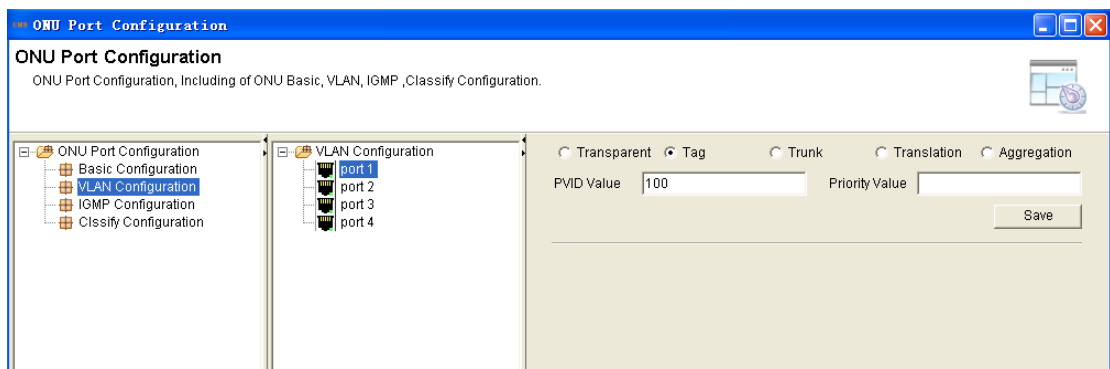 ONU Port Configuration
ONU Port Configuration
ONU Port Configuration, Including of ONU Basic, VLAN, IGMP ,Classify Configuration.
ONU Port Configuration
Basic Configuration
VLAN Configuration
IGMP Configuration
Clssify Configuration
VLAN Configuration
port 1
port 2
port 3
port 4
Transparent Tag Trunk Translation Aggregation
PVID Value 100 Priority Value
Save